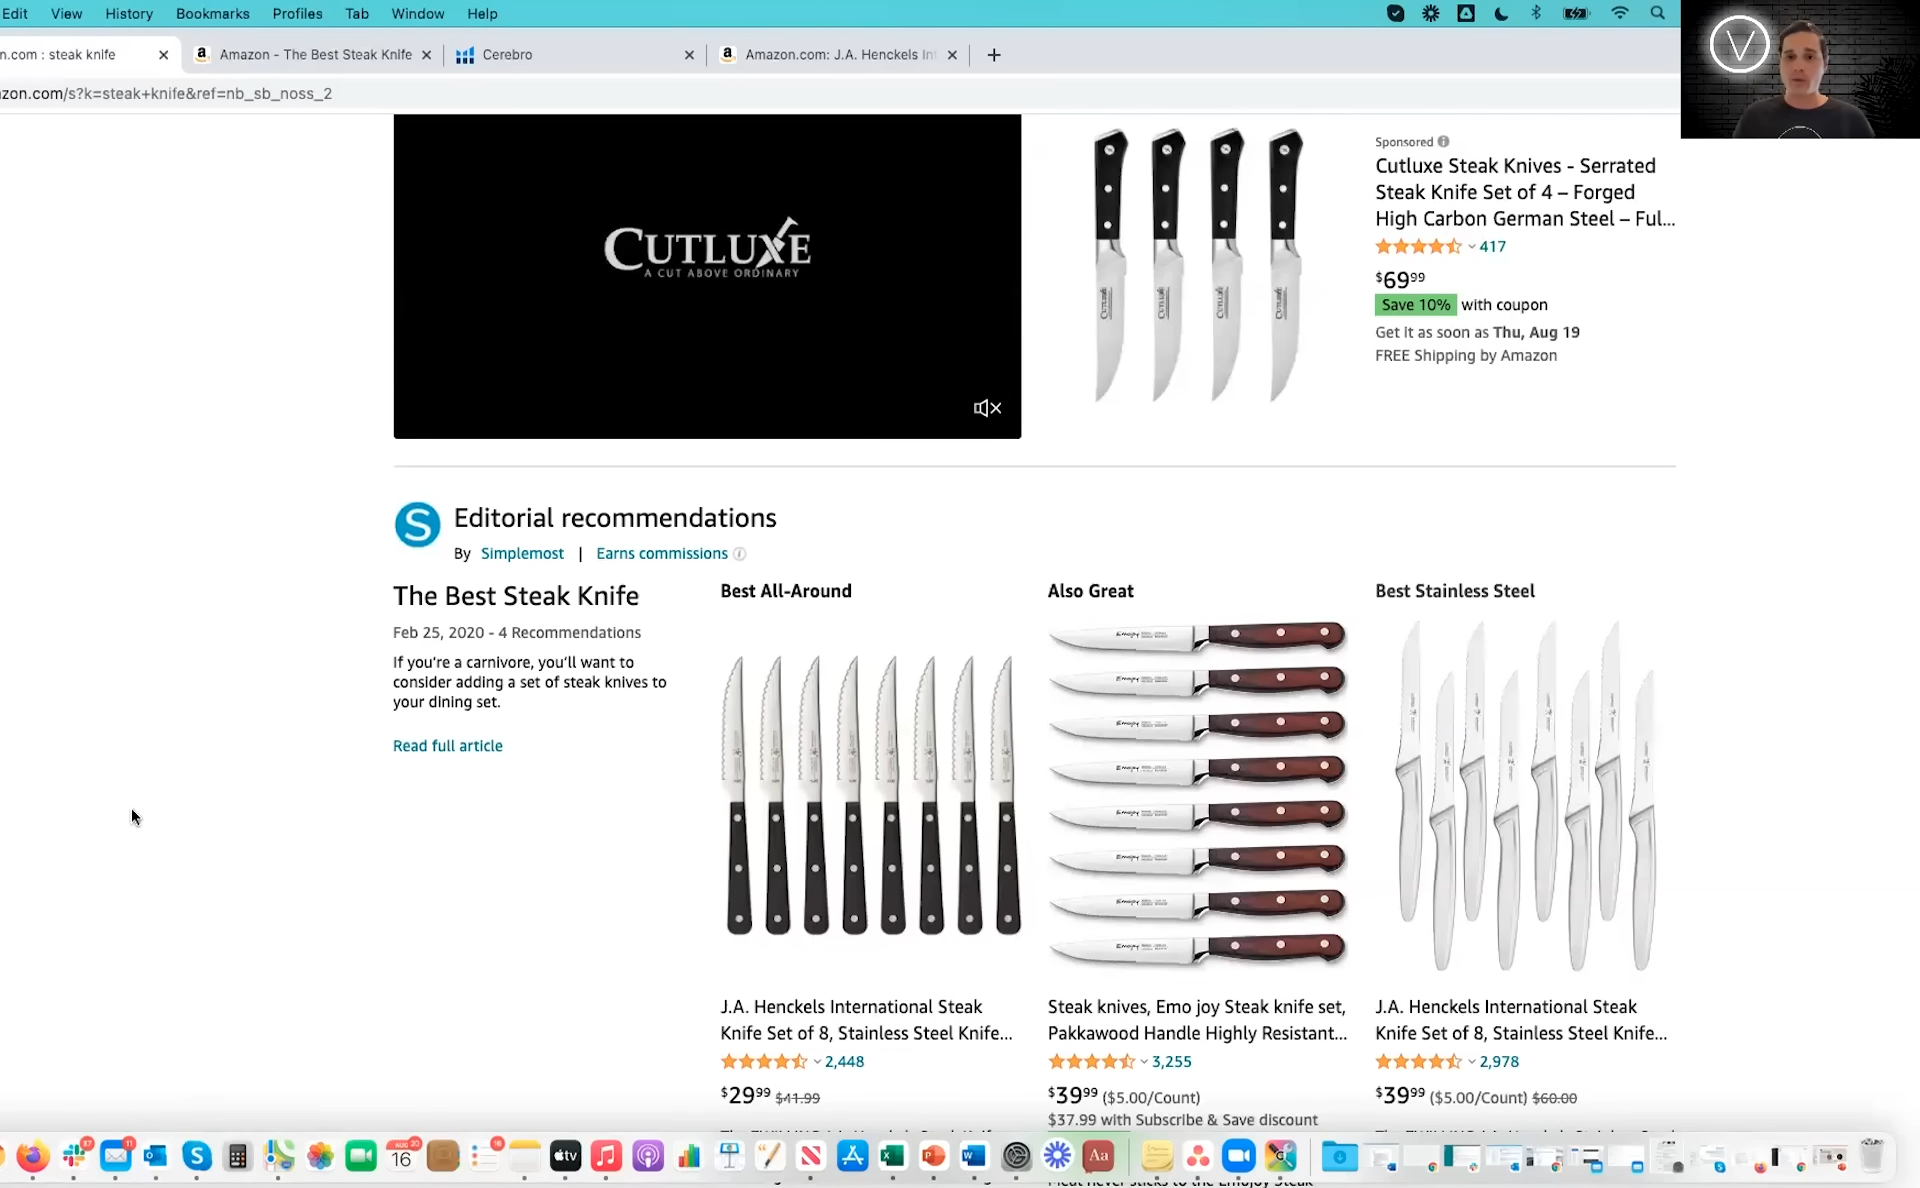 Edit View History Bookmarks Profiles Tab Window Help
n.com : steak knife
Amazon - The Best Steak Knife
Cerebro
Amazon.com: J.A. Henckels Int
zon.com/s?k=steak+knife&ref=nb_sb_noss_2
V
CUTLUXE
A CUT ABOVE ORDINARY
Sponsored
Cutluxe Steak Knives - Serrated
Steak Knife Set of 4 – Forged
High Carbon German Steel – Ful...
417
$69.99
Save 10% with coupon
Get it as soon as Thu, Aug 19
FREE Shipping by Amazon
S
Editorial recommendations
By Simplemost | Earns commissions
The Best Steak Knife
Feb 25, 2020 - 4 Recommendations
If you're a carnivore, you'll want to
consider adding a set of steak knives to
your dining set.
Read full article
Best All-Around
J.A. Henckels International Steak
Knife Set of 8, Stainless Steel Knife...
2,448
$29.99 $41.99
Also Great
Steak knives, Emo joy Steak knife set,
Pakkawood Handle Highly Resistant...
3,255
$39.99 ($5.00/Count)
$37.99 with Subscribe & Save discount
Best Stainless Steel
J.A. Henckels International Steak
Knife Set of 8, Stainless Steel Knife...
2,978
$39.99 ($5.00/Count) $60.00
37
11
AUG
16
tv
Aa